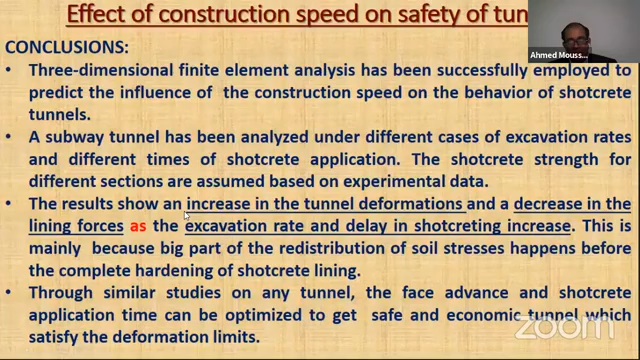 Effect of construction speed on safety of tun
Ahmed Mouss...
CONCLUSIONS:
• Three-dimensional finite element analysis has been successfully employed to
predict the influence of the construction speed on the behavior of shotcrete
tunnels.
• A subway tunnel has been analyzed under different cases of excavation rates
and different times of shotcrete application. The shotcrete strength for
different sections are assumed based on experimental data.
• The results show an increase in the tunnel deformations and a decrease in the
lining forces as the excavation rate and delay in shotcreting increase. This is
mainly because big part of the redistribution of soil stresses happens before
the complete hardening of shotcrete lining.
• Through similar studies on any tunnel, the face advance and shotcrete
application time can be optimized to get safe and economic tunnel which
satisfy the deformation limits.
zoom